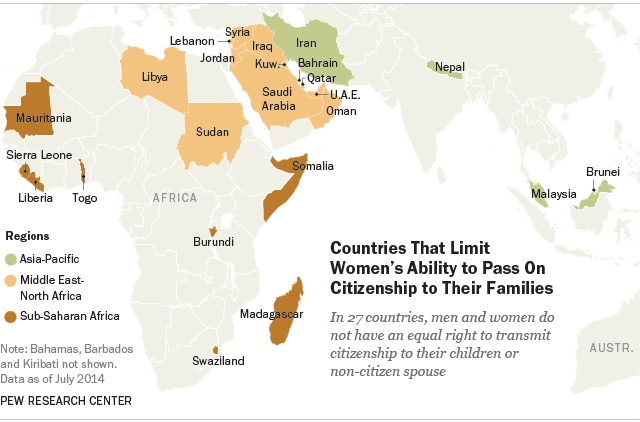 Syria
Lebanon
Iraq
Iran
Jordan
Kuw.
Bahrain
Qatar
Nepal
Libya
Saudi
Arabia
U.A.E.
Oman
Mauritania
Sudan
Sierra Leone
Somalia
Liberia
Togo
AFRICA
Brunei
Malaysia
Burundi
Madagascar
Swaziland
AUSTR.
Regions
Asia-Pacific
Middle East-
North Africa
Sub-Saharan Africa
Countries That Limit
Women's Ability to Pass On
Citizenship to Their Families
In 27 countries, men and women do
not have an equal right to transmit
citizenship to their children or
non-citizen spouse
Note: Bahamas, Barbados
and Kiribati not shown.
Data as of July 2014
PEW RESEARCH CENTER